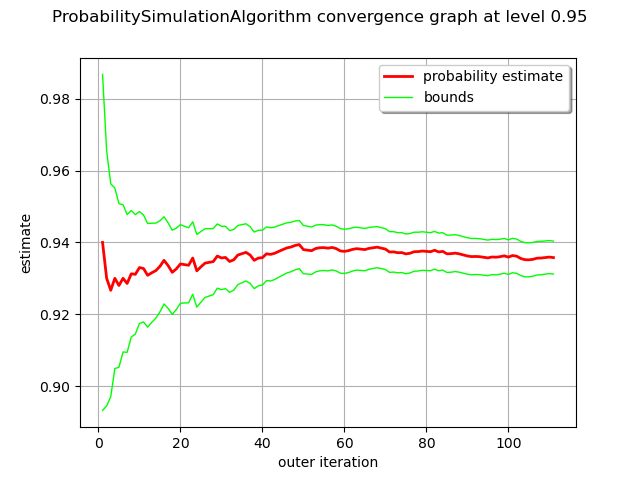 ProbabilitySimulationAlgorithm convergence graph at level 0.95
probability estimate
bounds
0.98
0.96
0.94
0.92
0.90
estimate
0 20 40 60 80 100
outer iteration